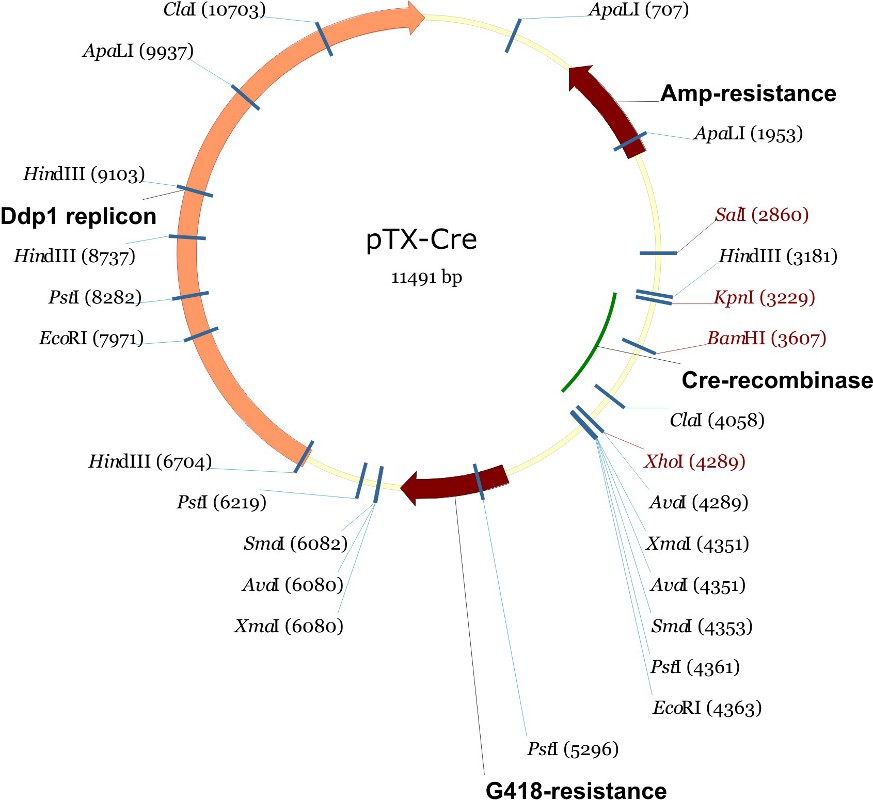 ClaI (10703)
ApaLI (707)
ApaLI (9937)
Amp-resistance
ApaLI (1953)
HindIII (9103)
Ddp1 replicon
SalI (2860)
pTX-Cre
HindIII (8737)
HindIII (3181)
11491 bp
PstI (8282)
KpnI (3229)
EcoRI (7971)
BamHI (3607)
Cre-recombinase
ClaI (4058)
HindIII (6704)
XhoI (4289)
PstI (6219)
AvaI (4289)
SmaI (6082)
XmaI (4351)
AvaI (6080)
AvaI (4351)
XmaI (6080)
SmaI (4353)
PstI (4361)
EcoRI (4363)
PstI (5296)
G418-resistance